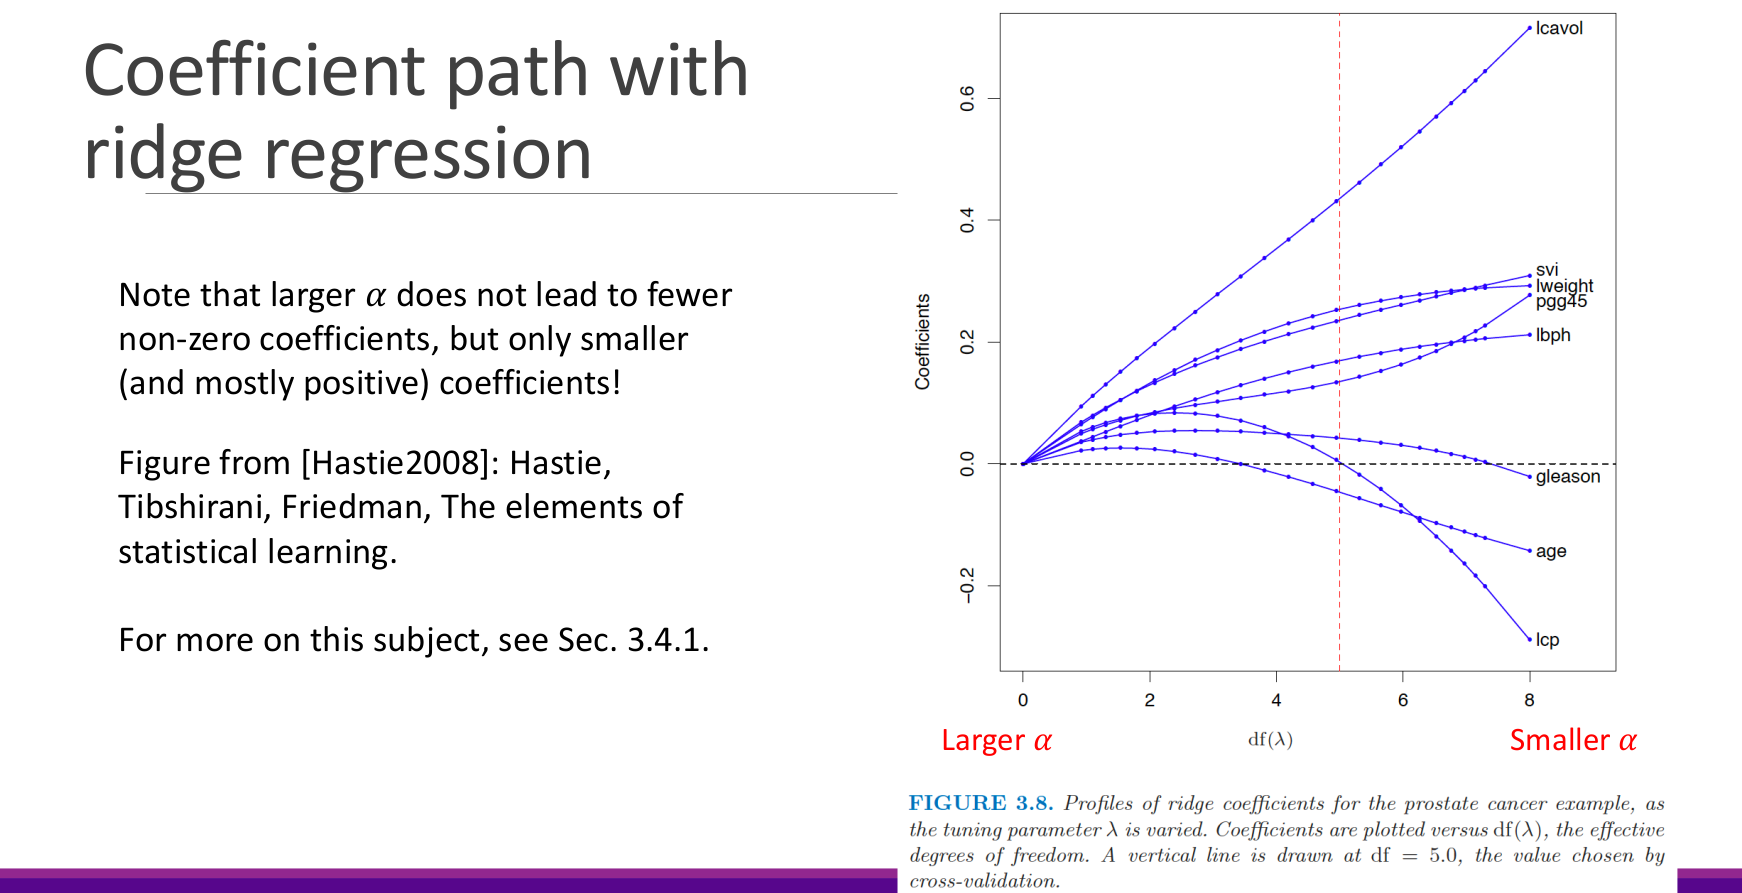 Coefficient path with
ridge regression
Note that larger α does not lead to fewer
non-zero coefficients, but only smaller
(and mostly positive) coefficients!
Figure from [Hastie2008]: Hastie,
Tibshirani, Friedman, The elements of
statistical learning.
For more on this subject, see Sec. 3.4.1.
Coefficients
0.6
0.4
0.2
0.0
−0.2
lcavol
svi
lweight
pgg45
lbph
gleason
age
lcp
0 2 4 6 8
Larger α df(λ) Smaller α
FIGURE 3.8. Profiles of ridge coefficients for the prostate cancer example, as
the tuning parameter λ is varied. Coefficients are plotted versus df(λ), the effective
degrees of freedom. A vertical line is drawn at df = 5.0, the value chosen by
cross-validation.